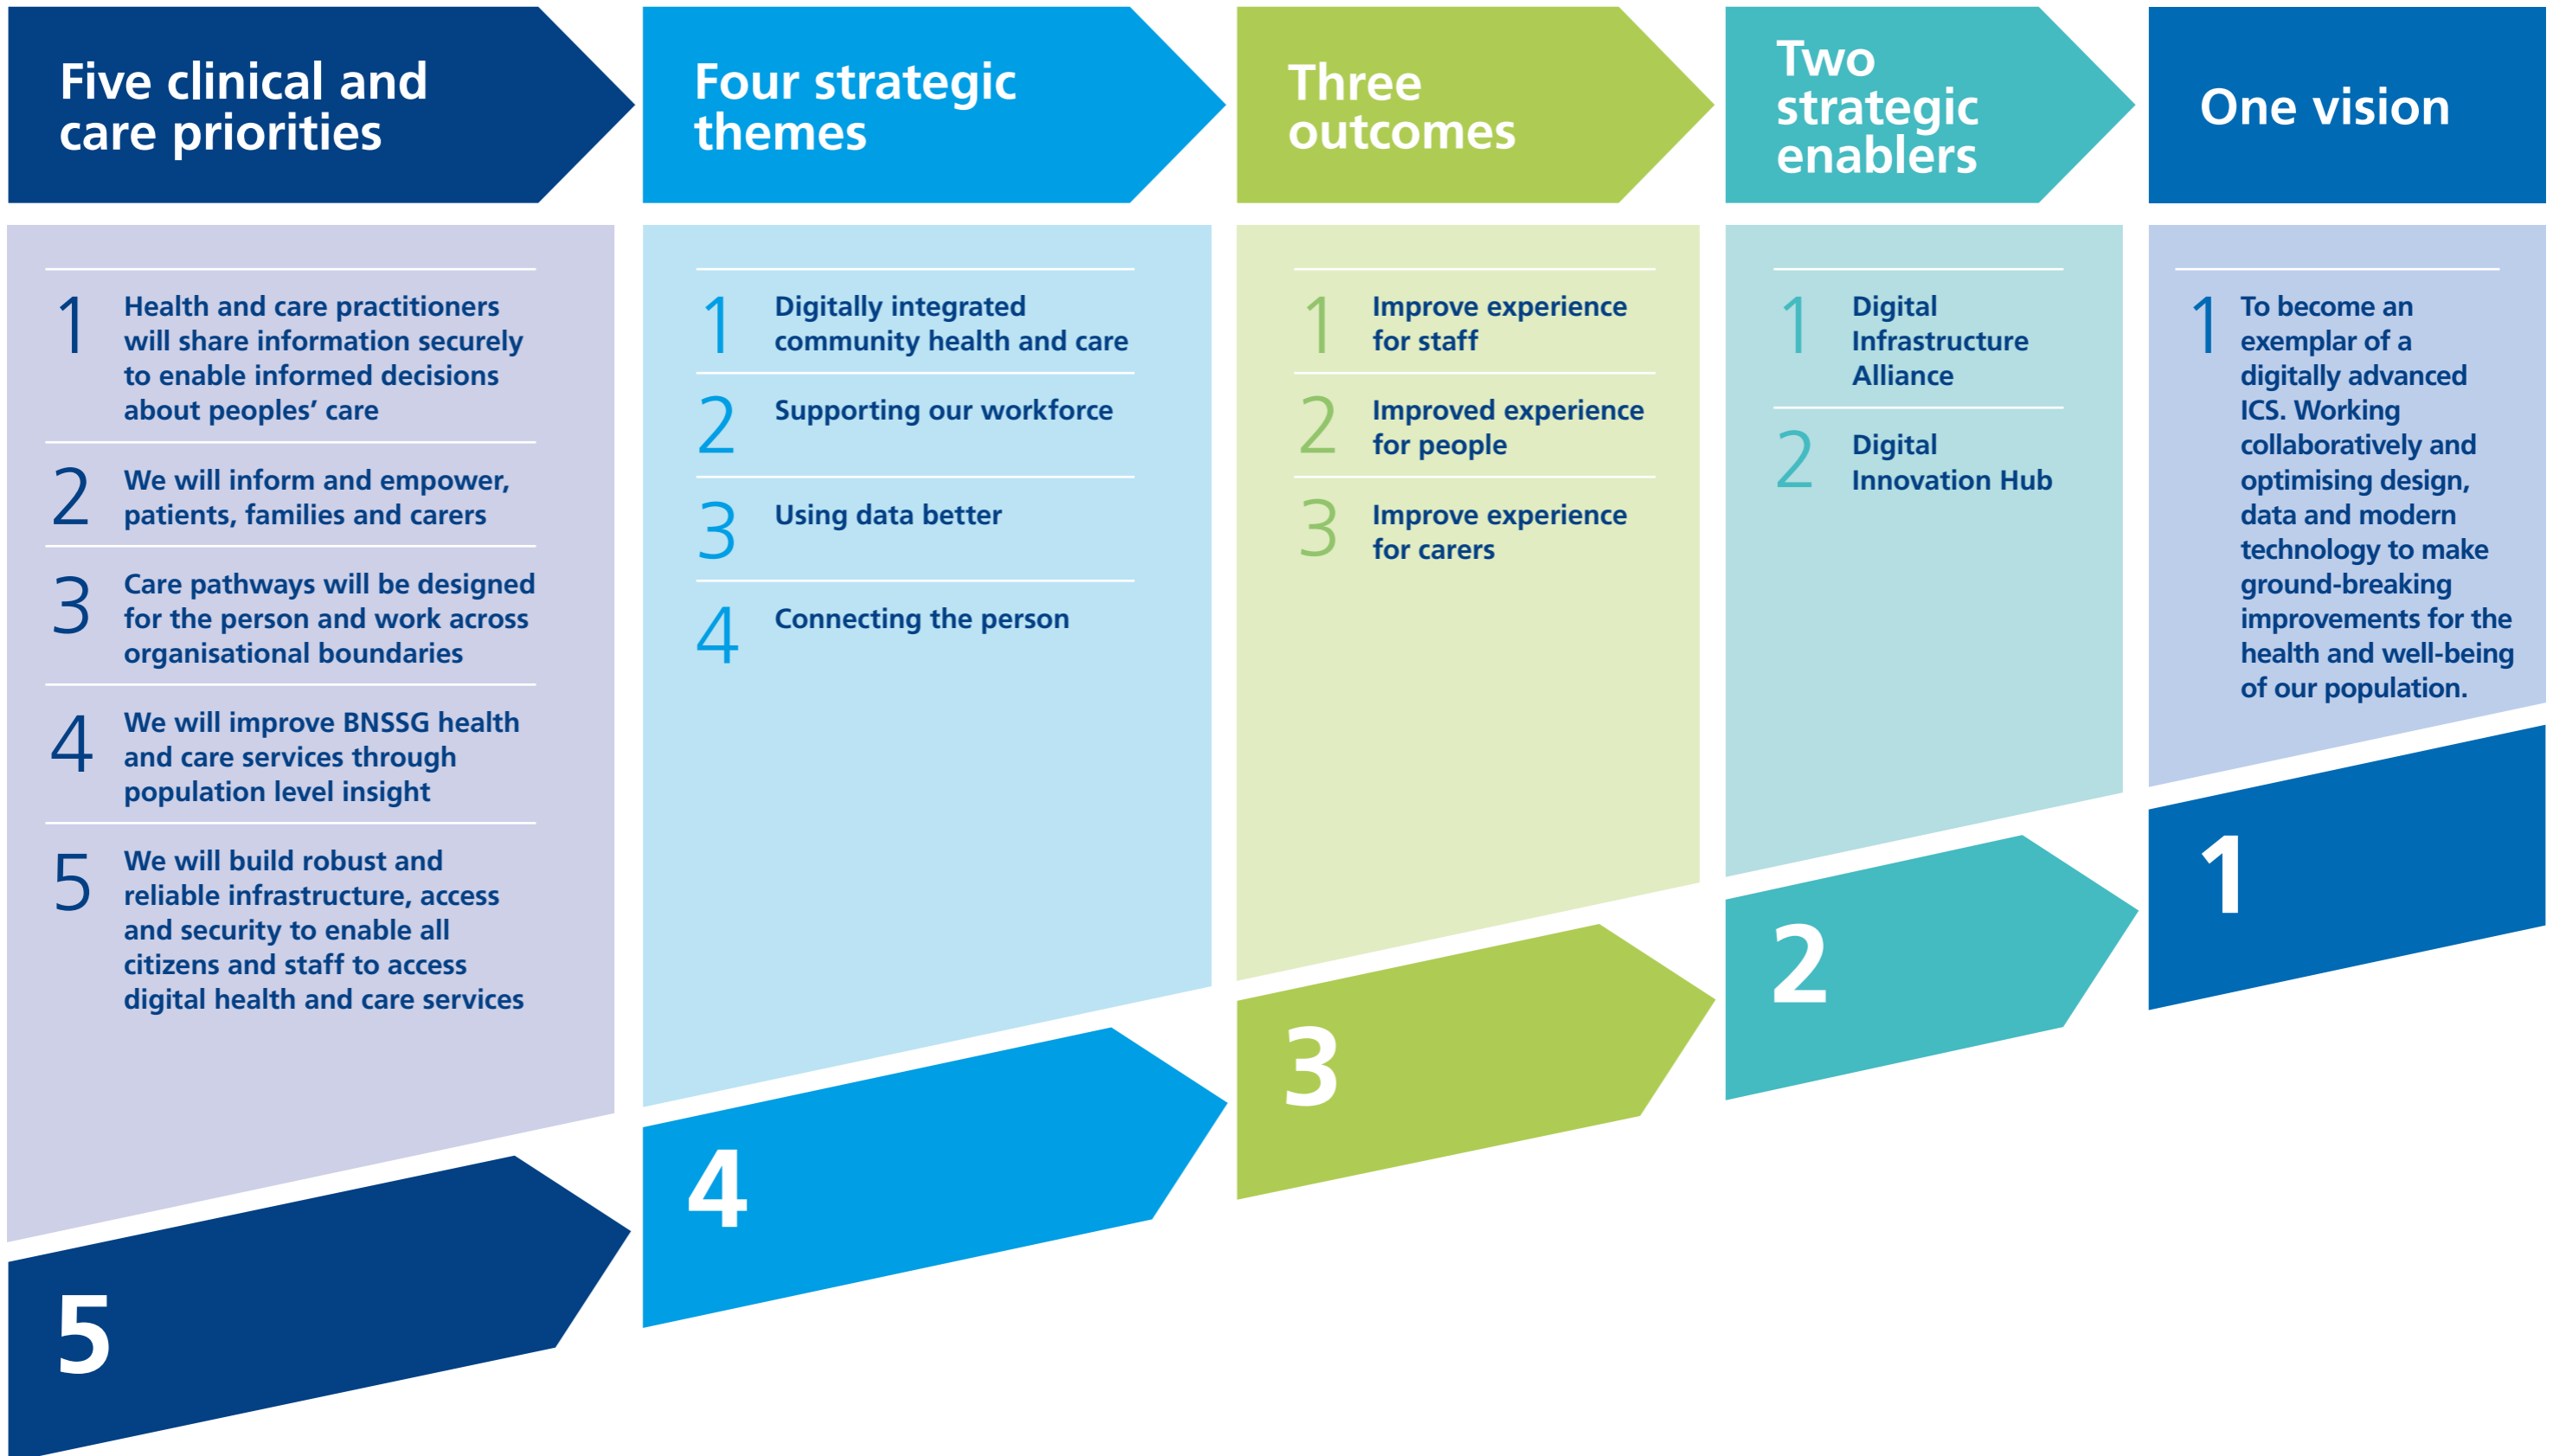 Five clinical and
care priorities
1
Health and care practitioners
will share information securely
to enable informed decisions
about peoples’ care
2
We will inform and empower,
patients, families and carers
3
Care pathways will be designed
for the person and work across
organisational boundaries
4
We will improve BNSSG health
and care services through
population level insight
5
We will build robust and
reliable infrastructure, access
and security to enable all
citizens and staff to access
digital health and care services
5
Four strategic
themes
1
Digitally integrated
community health and care
2
Supporting our workforce
3
Using data better
4
Connecting the person
4
Three
outcomes
1
Improve experience
for staff
2
Improved experience
for people
3
Improve experience
for carers
3
Two
strategic
enablers
1
Digital
Infrastructure
Alliance
2
Digital
Innovation Hub
2
One vision
1
To become an
exemplar of a
digitally advanced
ICS. Working
collaboratively and
optimising design,
data and modern
technology to make
ground-breaking
improvements for the
health and well-being
of our population.
1